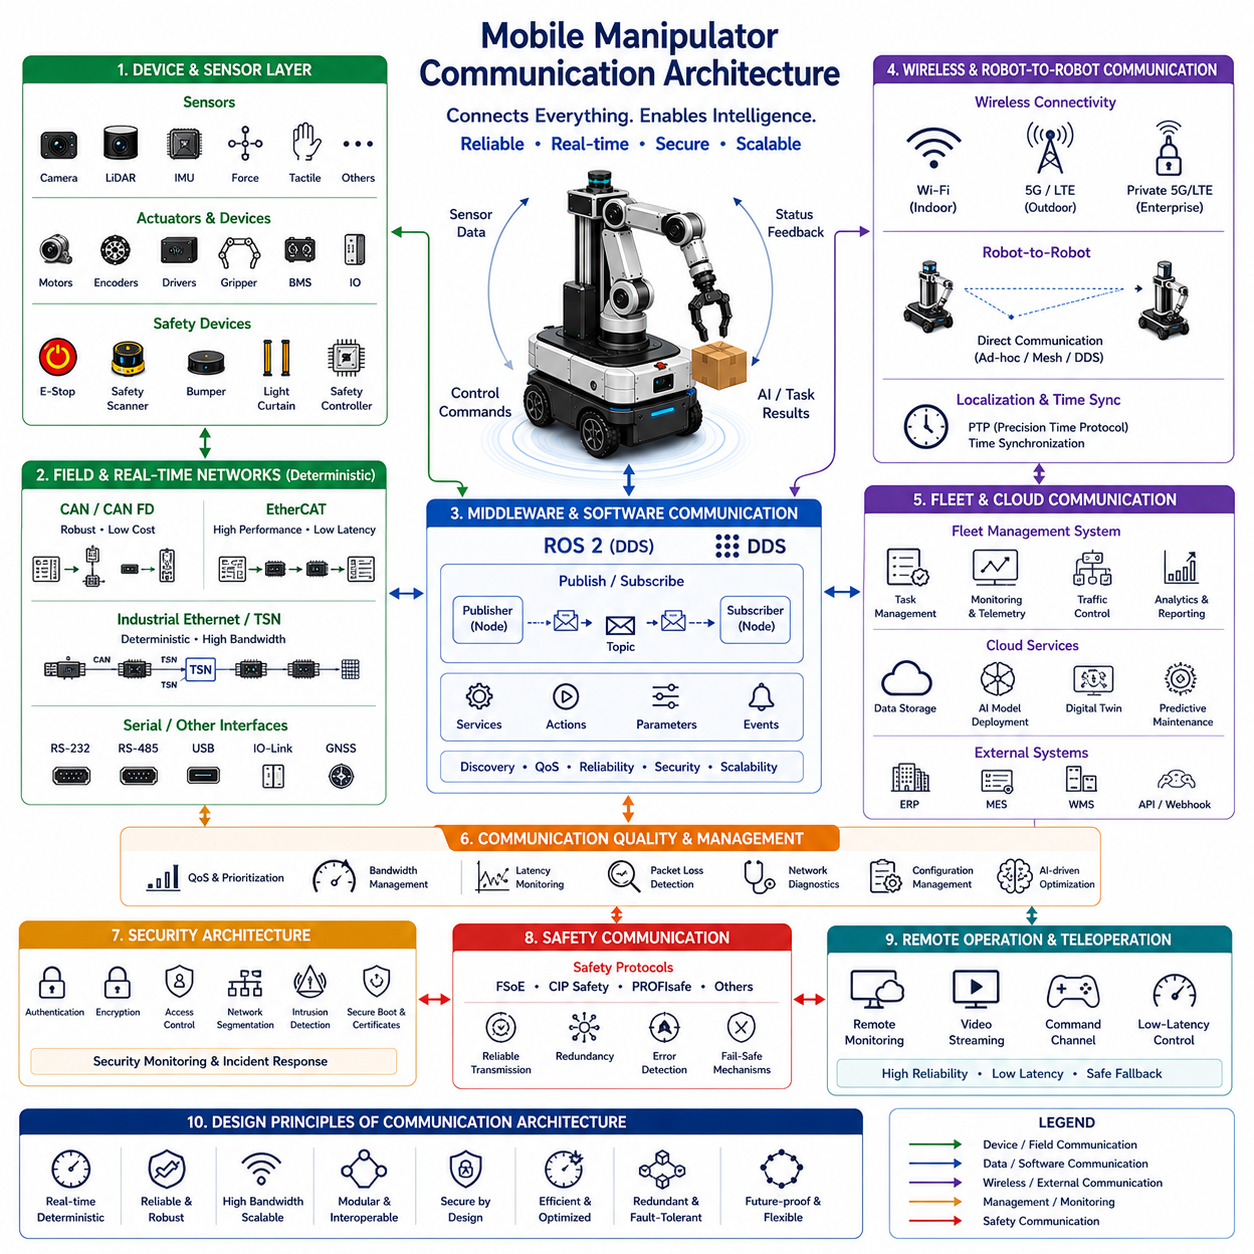 Mobile Manipulator
Communication Architecture
Connects Everything. Enables Intelligence.
Reliable • Real-time • Secure • Scalable
Sensor
Data
Status
Feedback
Control
Commands
AI / Task
Results
1. DEVICE & SENSOR LAYER
Sensors
Camera LiDAR IMU Force Tactile Others
Actuators & Devices
Motors Encoders Drivers Gripper BMS IO
Safety Devices
E-Stop Safety Bumper Light Safety
Scanner Curtain Controller
2. FIELD & REAL-TIME NETWORKS (Deterministic)
CAN / CAN FD EtherCAT
Robust • Low Cost High Performance • Low Latency
Industrial Ethernet / TSN
Deterministic • High Bandwidth
CAN TSN TSN
TSN
Serial / Other Interfaces
RS-232 RS-485 USB IO-Link GNSS
3. MIDDLEWARE & SOFTWARE COMMUNICATION
ROS 2 (DDS) DDS
Publish / Subscribe
Publisher Subscriber
(Node) (Node)
Topic
Services Actions Parameters Events
Discovery • QoS • Reliability • Security • Scalability
4. WIRELESS & ROBOT-TO-ROBOT COMMUNICATION
Wireless Connectivity
Wi-Fi 5G / LTE Private 5G/LTE
(Indoor) (Outdoor) (Enterprise)
Robot-to-Robot
Direct Communication
(Ad-hoc / Mesh / DDS)
Localization & Time Sync
PTP (Precision Time Protocol)
Time Synchronization
5. FLEET & CLOUD COMMUNICATION
Fleet Management System
Task Monitoring Traffic Analytics &
Management & Telemetry Control Reporting
Cloud Services
Data Storage AI Model Digital Twin Predictive
Deployment Maintenance
External Systems
ERP MES WMS API / Webhook
6. COMMUNICATION QUALITY & MANAGEMENT
QoS & Prioritization Bandwidth Latency Packet Loss Network Configuration AI-driven
Management Monitoring Detection Diagnostics Management Optimization
7. SECURITY ARCHITECTURE
Authentication Encryption Access Network Intrusion Secure Boot &
Control Segmentation Detection Certificates
Security Monitoring & Incident Response
8. SAFETY COMMUNICATION
Safety Protocols
FSoE • CIP Safety • PROFIsafe • Others
Reliable Redundancy Error Fail-Safe
Transmission Detection Mechanisms
9. REMOTE OPERATION & TELEOPERATION
Remote Video Command Low-Latency
Monitoring Streaming Channel Control
High Reliability • Low Latency • Safe Fallback
10. DESIGN PRINCIPLES OF COMMUNICATION ARCHITECTURE
Real-time Reliable & High Bandwidth Modular & Secure by Efficient & Redundant & Future-proof &
Deterministic Robust Scalable Interoperable Design Optimized Fault-Tolerant Flexible
LEGEND
Device / Field Communication
Data / Software Communication
Wireless / External Communication
Management / Monitoring
Safety Communication